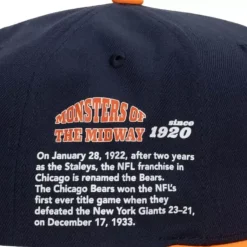 MONSTERS OF
THE MIDWAY
since
1920
On January 28, 1922, after two years
as the Staleys, the NFL franchise in
Chicago is renamed the Bears.
The Chicago Bears won the NFL's
first ever title game when they
defeated the New York Giants 23-21,
on December 17, 1933.